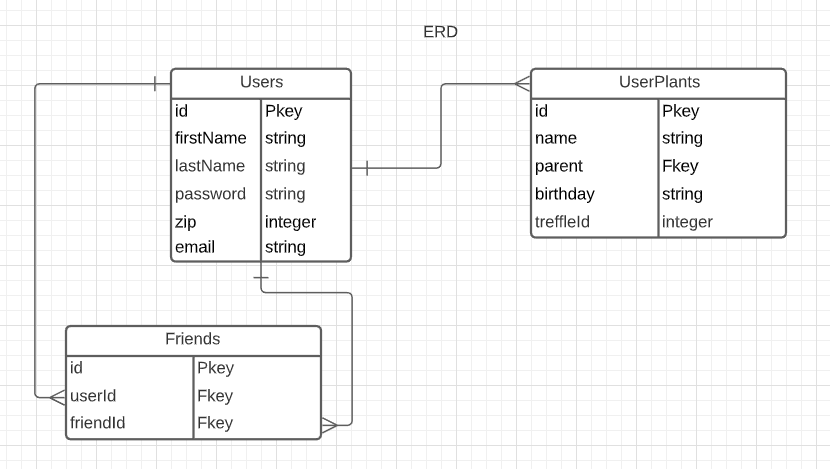 ERD
Users
id Pkey
firstName string
lastName string
password string
zip integer
email string
UserPlants
id Pkey
name string
parent Fkey
birthday string
treffleId integer
Friends
id Pkey
userId Fkey
friendId Fkey